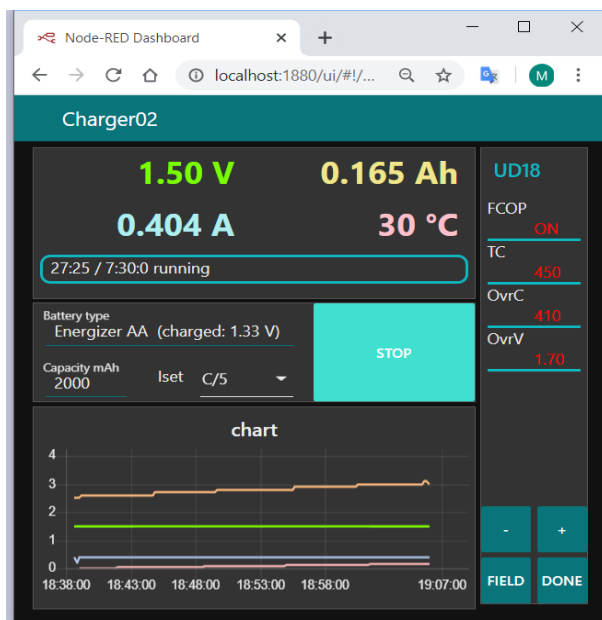 Node-RED Dashboard
localhost:1880/ui/#!/...
M
Charger02
1.50 V
0.165 Ah
0.404 A
30 °C
27:25 / 7:30:0 running
UD18
FCOP
ON
TC
450
OvrC
410
OvrV
1.70
Battery type
Energizer AA (charged: 1.33 V)
Capacity mAh
2000
Iset C/5
STOP
chart
4
3
2
1
0
18:38:00 18:43:00 18:48:00 18:53:00 18:58:00 19:07:00
- +
FIELD DONE